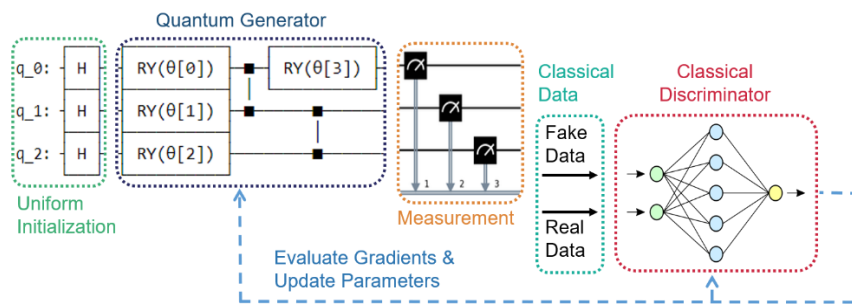 Quantum Generator
q_0: H RY(θ[0]) RY(θ[3])
q_1: H RY(θ[1])
q_2: H RY(θ[2])
1 2 3
Uniform
Initialization
Measurement
Classical
Data
Fake
Data
Real
Data
Classical
Discriminator
Evaluate Gradients &
Update Parameters